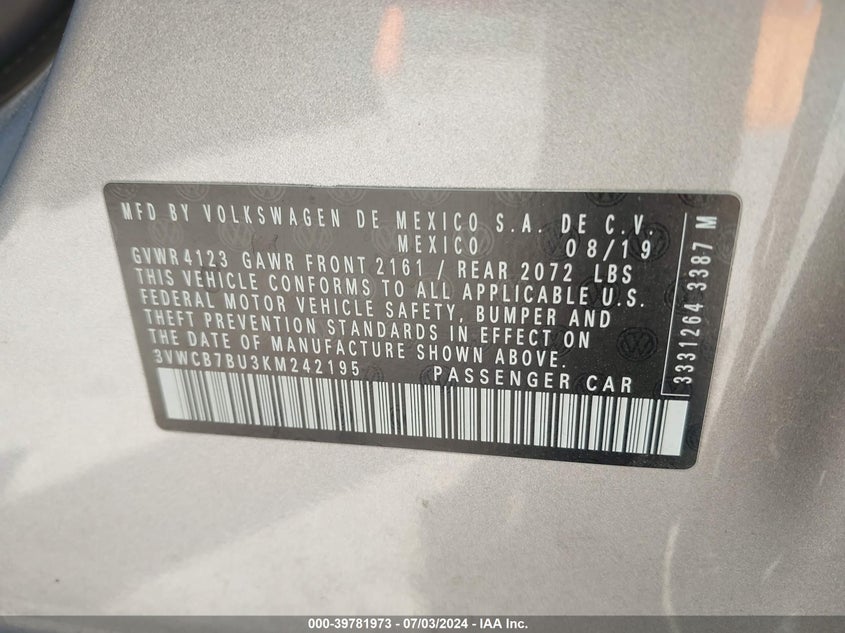 MFD BY VOLKSWAGEN DE MEXICO S.A. DE C.V.
MEXICO 08/19
GVWR 4123 GAWR FRONT 2161 / REAR 2072 LBS
THIS VEHICLE CONFORMS TO ALL APPLICABLE U.S.
FEDERAL MOTOR VEHICLE SAFETY, BUMPER AND
THEFT PREVENTION STANDARDS IN EFFECT ON
THE DATE OF MANUFACTURE SHOWN ABOVE.
3VWCB7BU3KM242195 PASSENGER CAR
3331264 3387 M
000-39781973 - 07/03/2024 - IAA Inc.